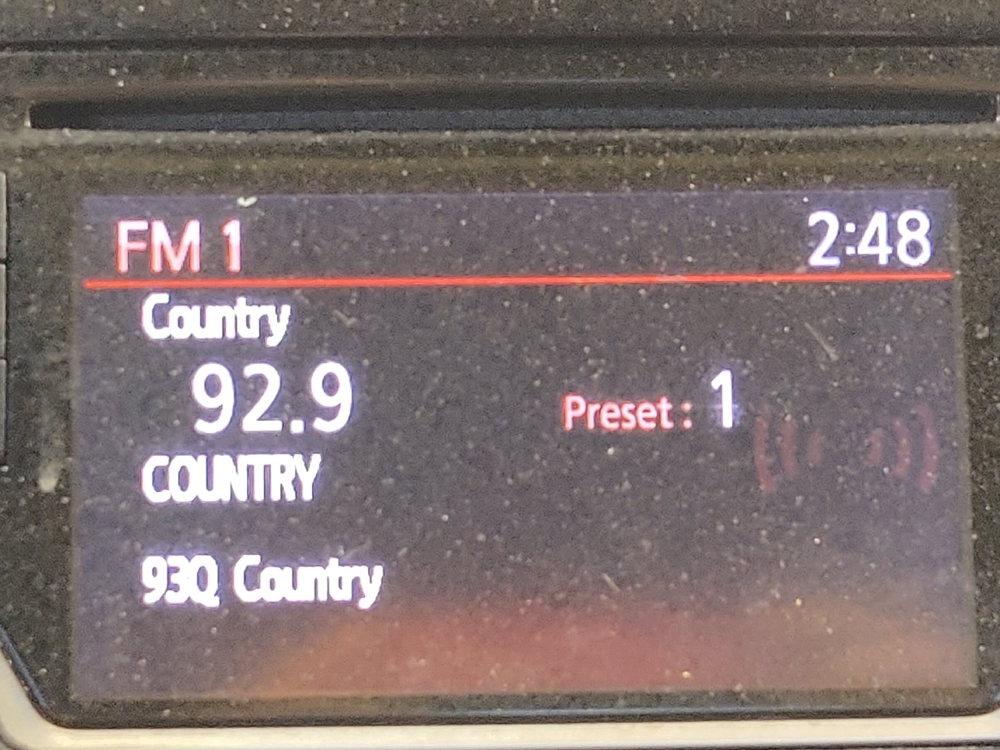 FM 1 2:48
Country
92.9 Preset : 1
COUNTRY
93Q Country